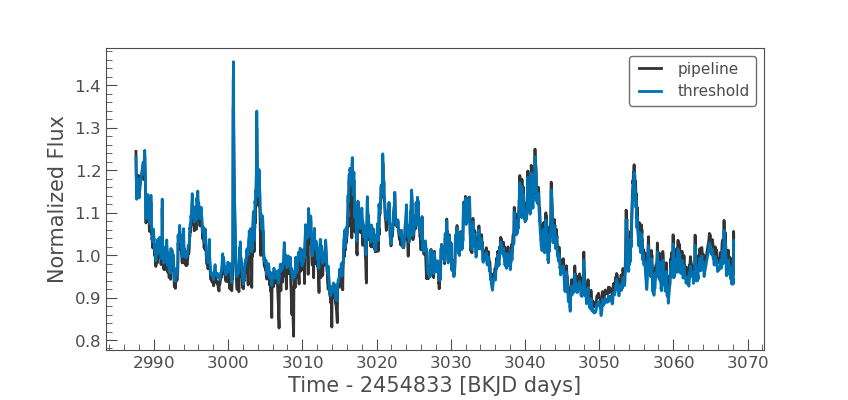 pipeline
threshold
Normalized Flux
1.4
1.3
1.2
1.1
1.0
0.9
0.8
2990 3000 3010 3020 3030 3040 3050 3060 3070
Time - 2454833 [BKJD days]